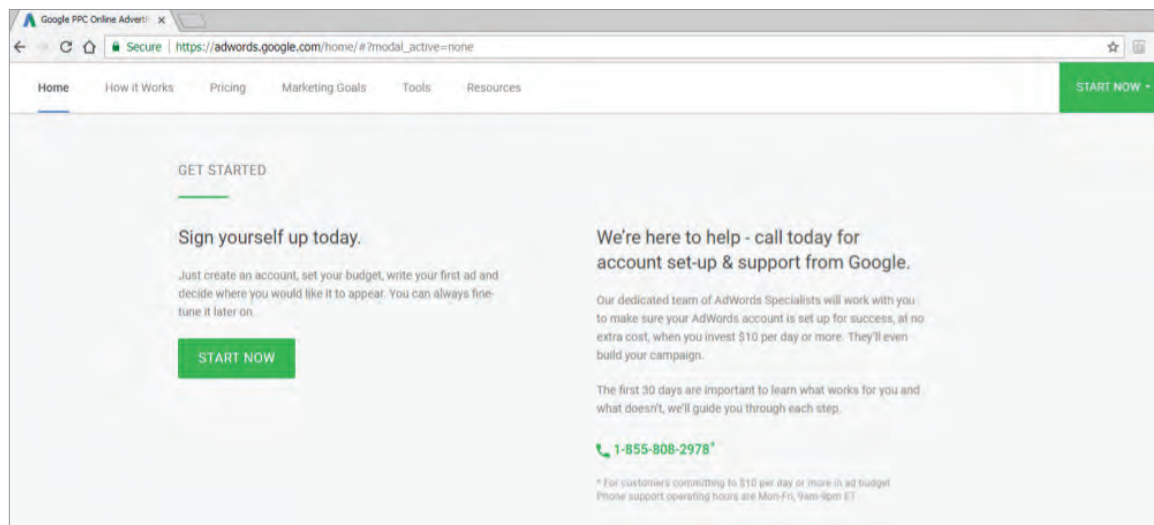 Google PPC Online Adverti
Secure https://adwords.google.com/home/#?modal_active=none
Home How it Works Pricing Marketing Goals Tools Resources START NOW
GET STARTED
Sign yourself up today.
Just create an account, set your budget, write your first ad and
decide where you would like it to appear. You can always fine-
tune it later on.
START NOW
We're here to help - call today for
account set-up & support from Google.
Our dedicated team of AdWords Specialists will work with you
to make sure your AdWords account is set up for success, at no
extra cost, when you invest $10 per day or more. They'll even
build your campaign.
The first 30 days are important to learn what works for you and
what doesn't, we'll guide you through each step.
1-855-808-2978*
* For customers committing to $10 per day or more in ad budget
Phone support operating hours are Mon-Fri, 9am-9pm ET